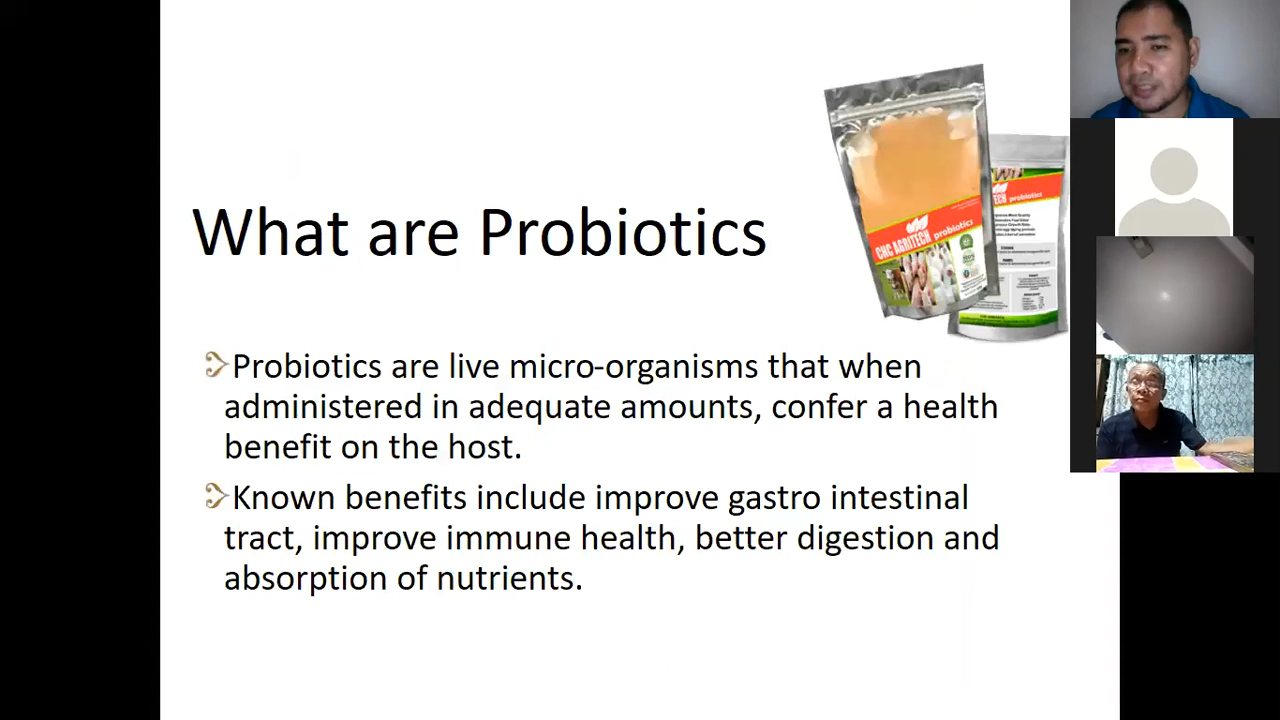 What are Probiotics
CHC AGRITECH probiotics
TECH probiotics
Probiotics are live micro-organisms that when
administered in adequate amounts, confer a health
benefit on the host.
Known benefits include improve gastro intestinal
tract, improve immune health, better digestion and
absorption of nutrients.